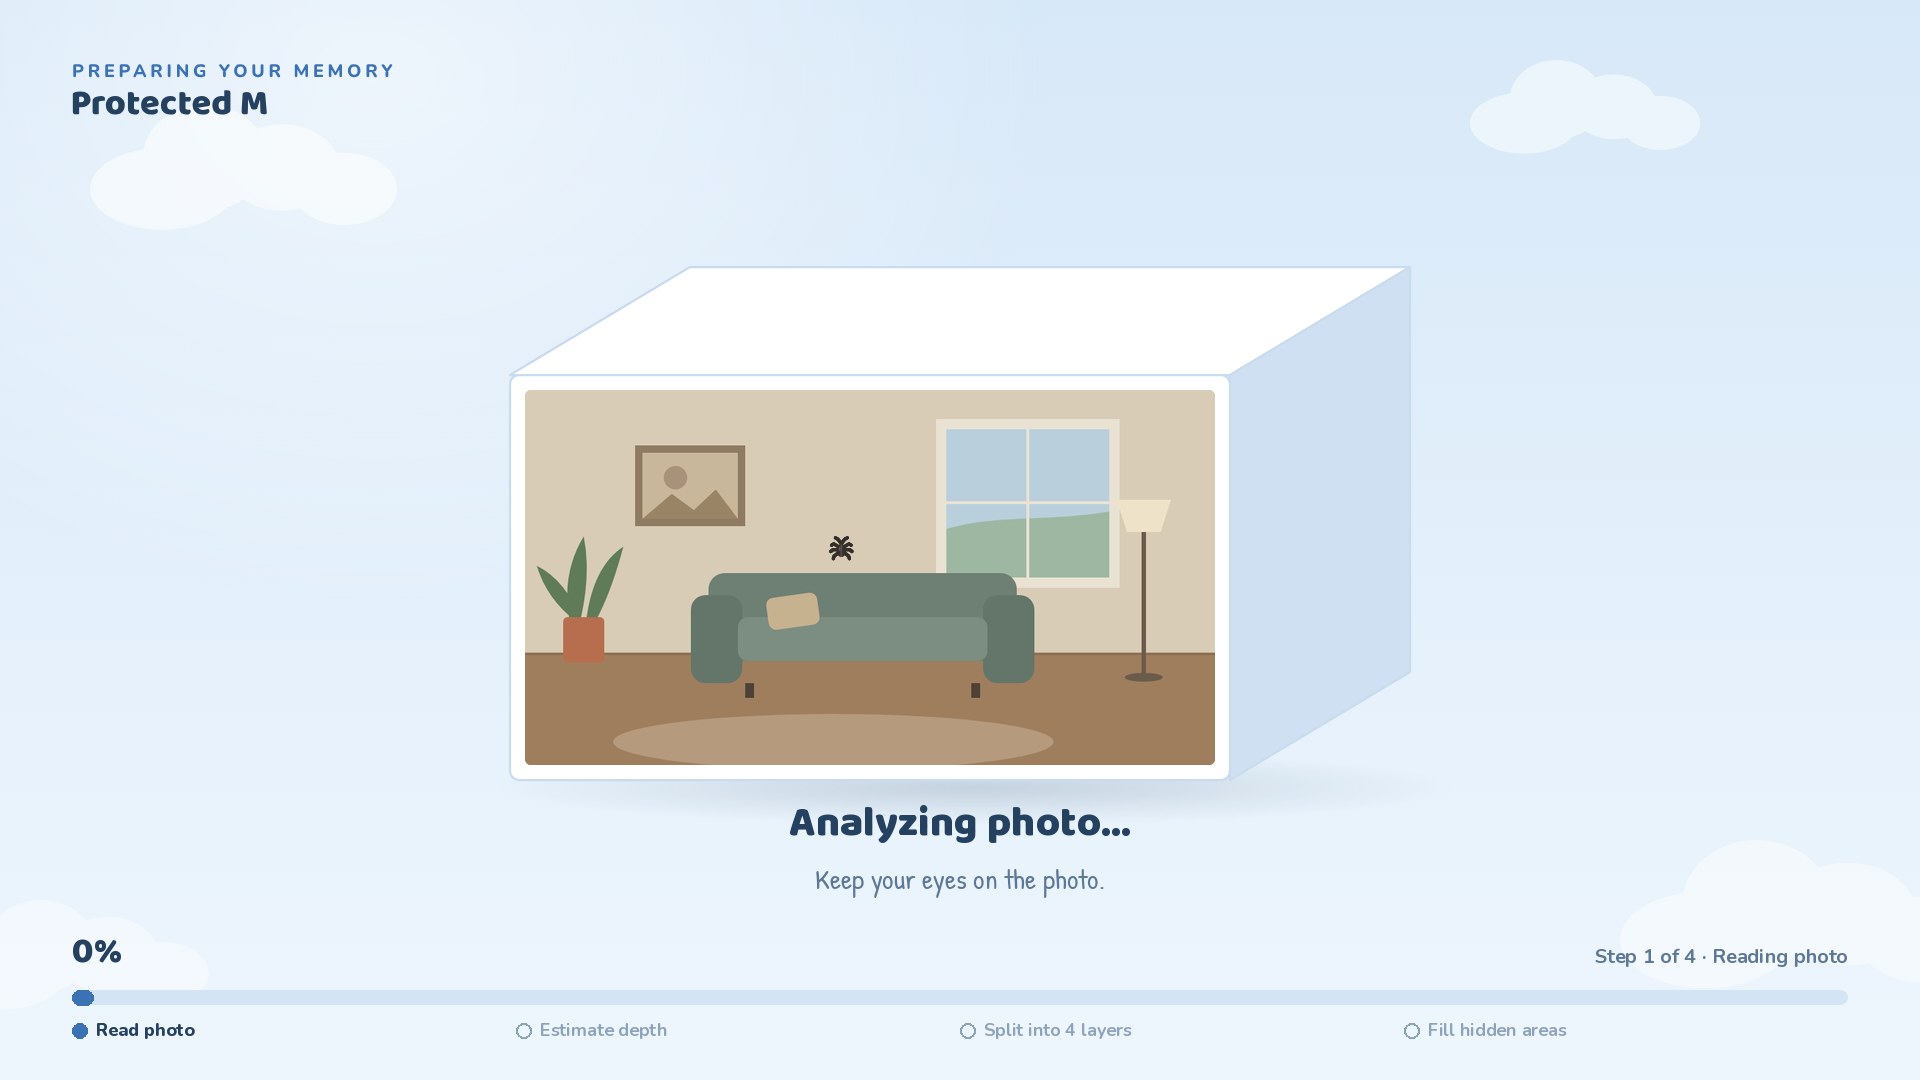 PREPARING YOUR MEMORY
Protected M
Analyzing photo...
Keep your eyes on the photo.
0%
Step 1 of 4 · Reading photo
Read photo
Estimate depth
Split into 4 layers
Fill hidden areas